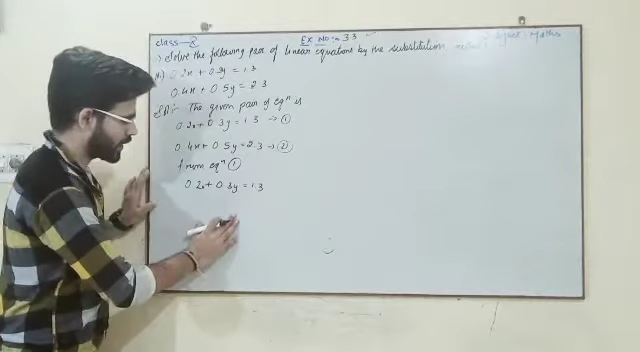 class - 8 Ex No :- 3.3 Subject - Maths
1) Solve the following pair of linear equations by the substitution
0.2x + 0.3y = 1.3
0.4x + 0.5y = 2.3
Sol :- The given pair of eqⁿ is
0.2x + 0.3y = 1.3 → ①
0.4x + 0.5y = 2.3 → ②
from eqⁿ ①
0.2x + 0.3y = 1.3